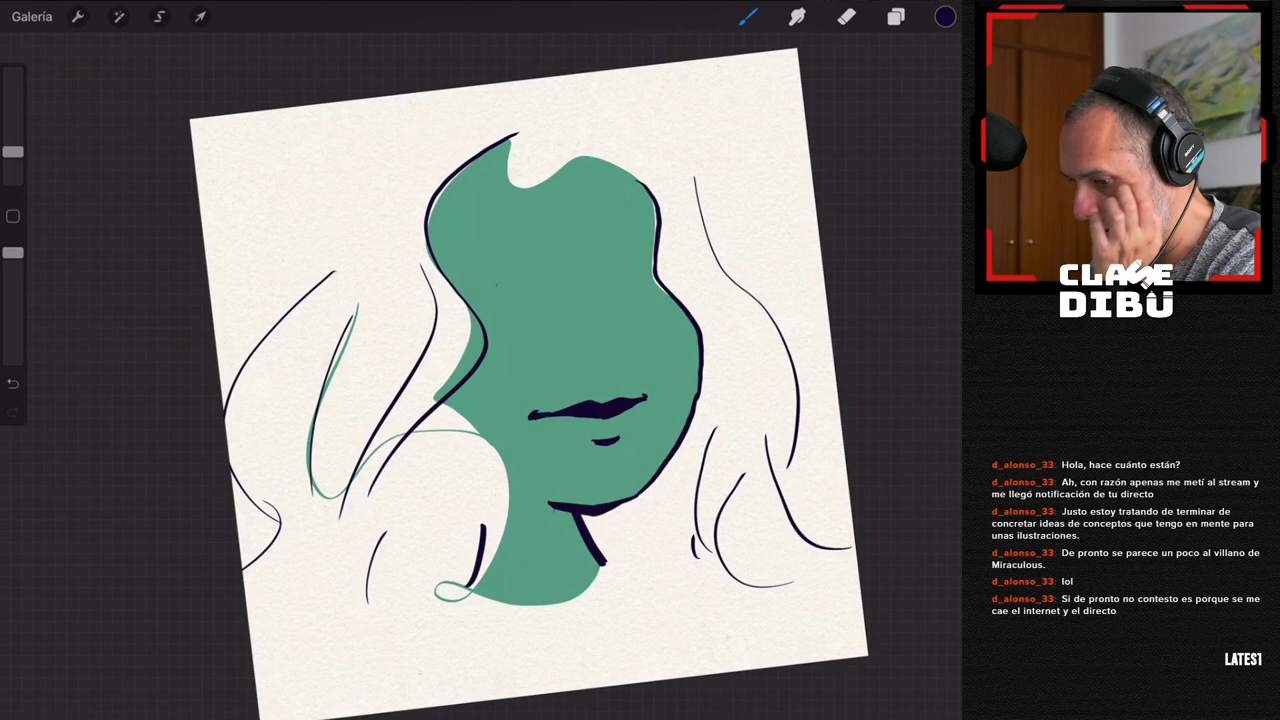 Galería
SONY
CLASE
DIBU
d_alonso_33: Hola, hace cuánto están?
d_alonso_33: Ah, con razón apenas me metí al stream y
me llegó notificación de tu directo
d_alonso_33: Justo estoy tratando de terminar de
concretar ideas de conceptos que tengo en mente para
unas ilustraciones.
d_alonso_33: De pronto se parece un poco al villano de
Miraculous.
d_alonso_33: lol
d_alonso_33: Si de pronto no contesto es porque se me
cae el internet y el directo
LATES1